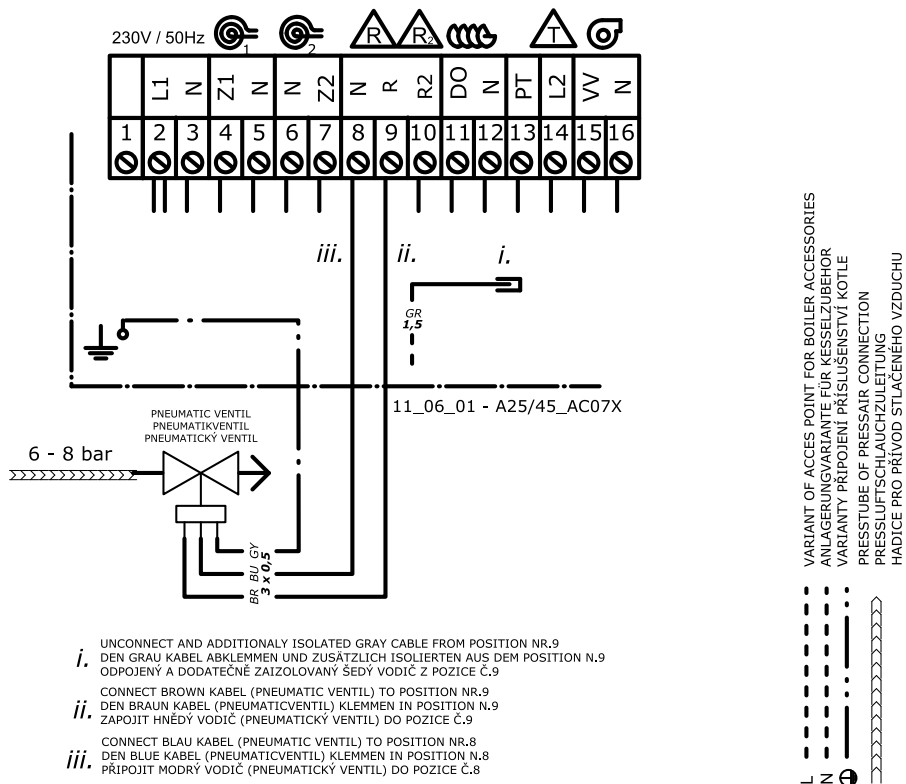 230V / 50Hz
1 2 R R2 T
L1 N Z1 N N Z2 N R R2 DO N PT L2 VV N
1 2 3 4 5 6 7 8 9 10 11 12 13 14 15 16
iii. ii. i.
GR
1,5
11_06_01 - A25/45_AC07X
PNEUMATIC VENTIL
PNEUMATIKVENTIL
PNEUMATICKÝ VENTIL
6 - 8 bar
BR BU GY
3 x 0,5
i. UNCONNECT AND ADDITIONALY ISOLATED GRAY CABLE FROM POSITION NR.9
DEN GRAU KABEL ABKLEMMEN UND ZUSÄTZLICH ISOLIERTEN AUS DEM POSITION N.9
ODPOJENÝ A DODATEČNĚ ZAIZOLOVANÝ ŠEDÝ VODIČ Z POZICE Č.9
ii. CONNECT BROWN KABEL (PNEUMATIC VENTIL) TO POSITION NR.9
DEN BRAUN KABEL (PNEUMATICVENTIL) KLEMMEN IN POSITION N.9
ZAPOJIT HNĚDÝ VODIČ (PNEUMATICKÝ VENTIL) DO POZICE Č.9
iii. CONNECT BLAU KABEL (PNEUMATIC VENTIL) TO POSITION NR.8
DEN BLUE KABEL (PNEUMATICVENTIL) KLEMMEN IN POSITION N.8
PŘIPOJIT MODRÝ VODIČ (PNEUMATICKÝ VENTIL) DO POZICE Č.8
VARIANT OF ACCES POINT FOR BOILER ACCESSORIES
ANLAGERUNGVARIANTE FÜR KESSELZUBEHOR
VARIANTY PŘIPOJENÍ PŘÍSLUŠENSTVÍ KOTLE
PRESSTUBE OF PRESSAIR CONNECTION
PRESSLUFTSCHLAUCHZULEITUNG
HADICE PRO PŘÍVOD STLAČENÉHO VZDUCHU
L
N